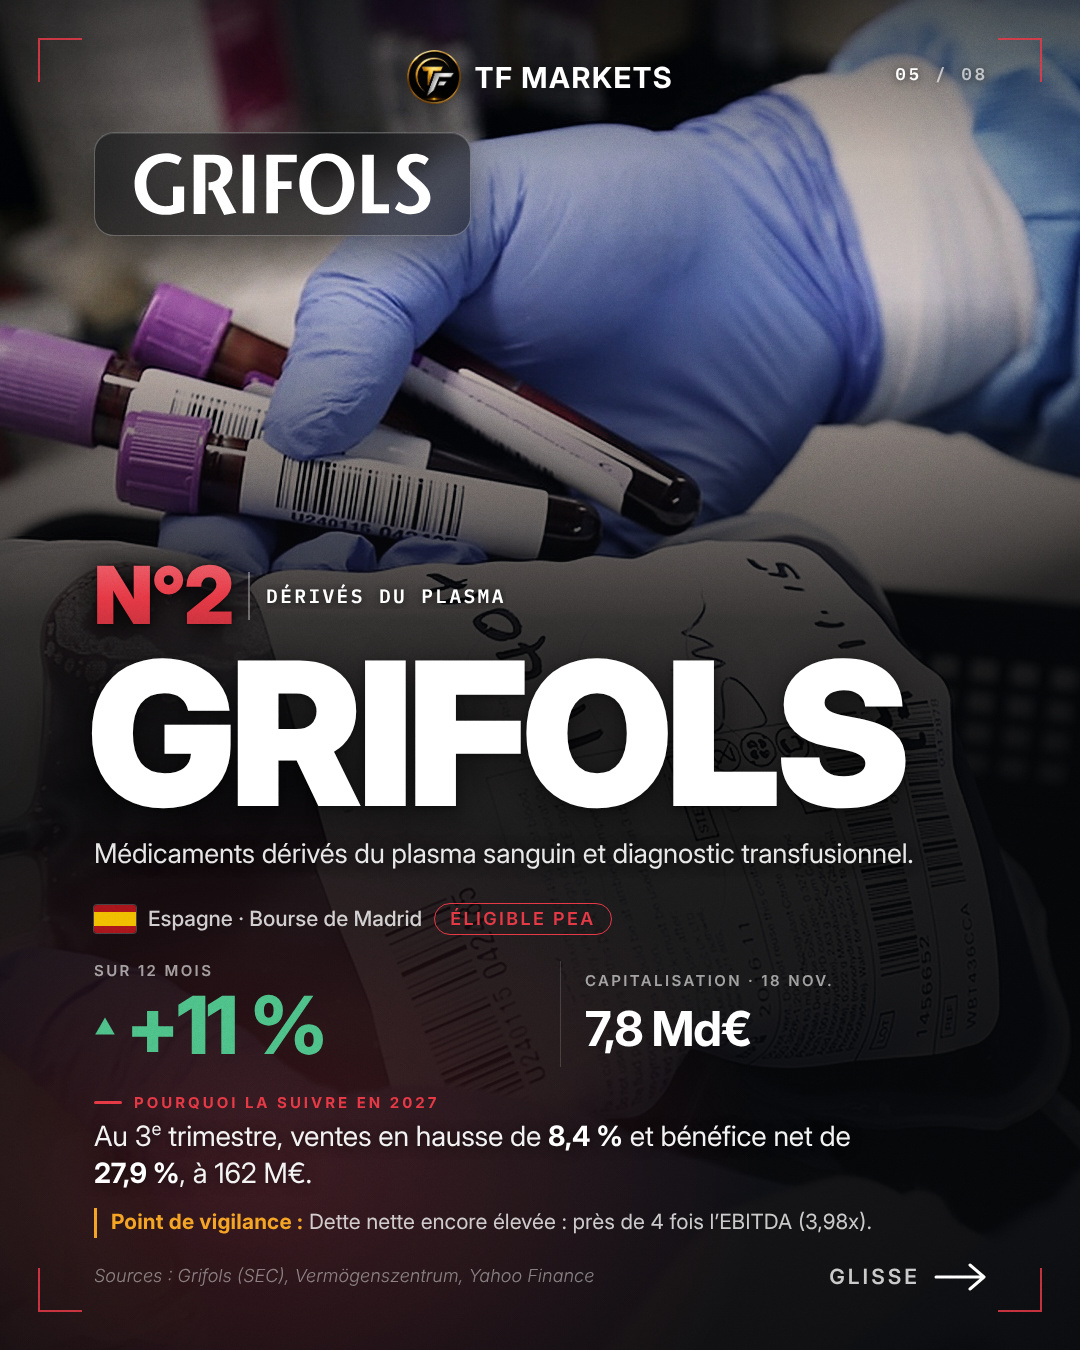 TF MARKETS
05 / 08
GRIFOLS
U240115
N°2
DÉRIVÉS DU PLASMA
GRIFOLS
Médicaments dérivés du plasma sanguin et diagnostic transfusionnel.
Espagne · Bourse de Madrid
ÉLIGIBLE PEA
SUR 12 MOIS
+11 %
CAPITALISATION · 18 NOV.
7,8 Md€
POURQUOI LA SUIVRE EN 2027
Au 3e trimestre, ventes en hausse de 8,4 % et bénéfice net de
27,9 %, à 162 M€.
Point de vigilance : Dette nette encore élevée : près de 4 fois l’EBITDA (3,98x).
Sources : Grifols (SEC), Vermögenszentrum, Yahoo Finance
GLISSE